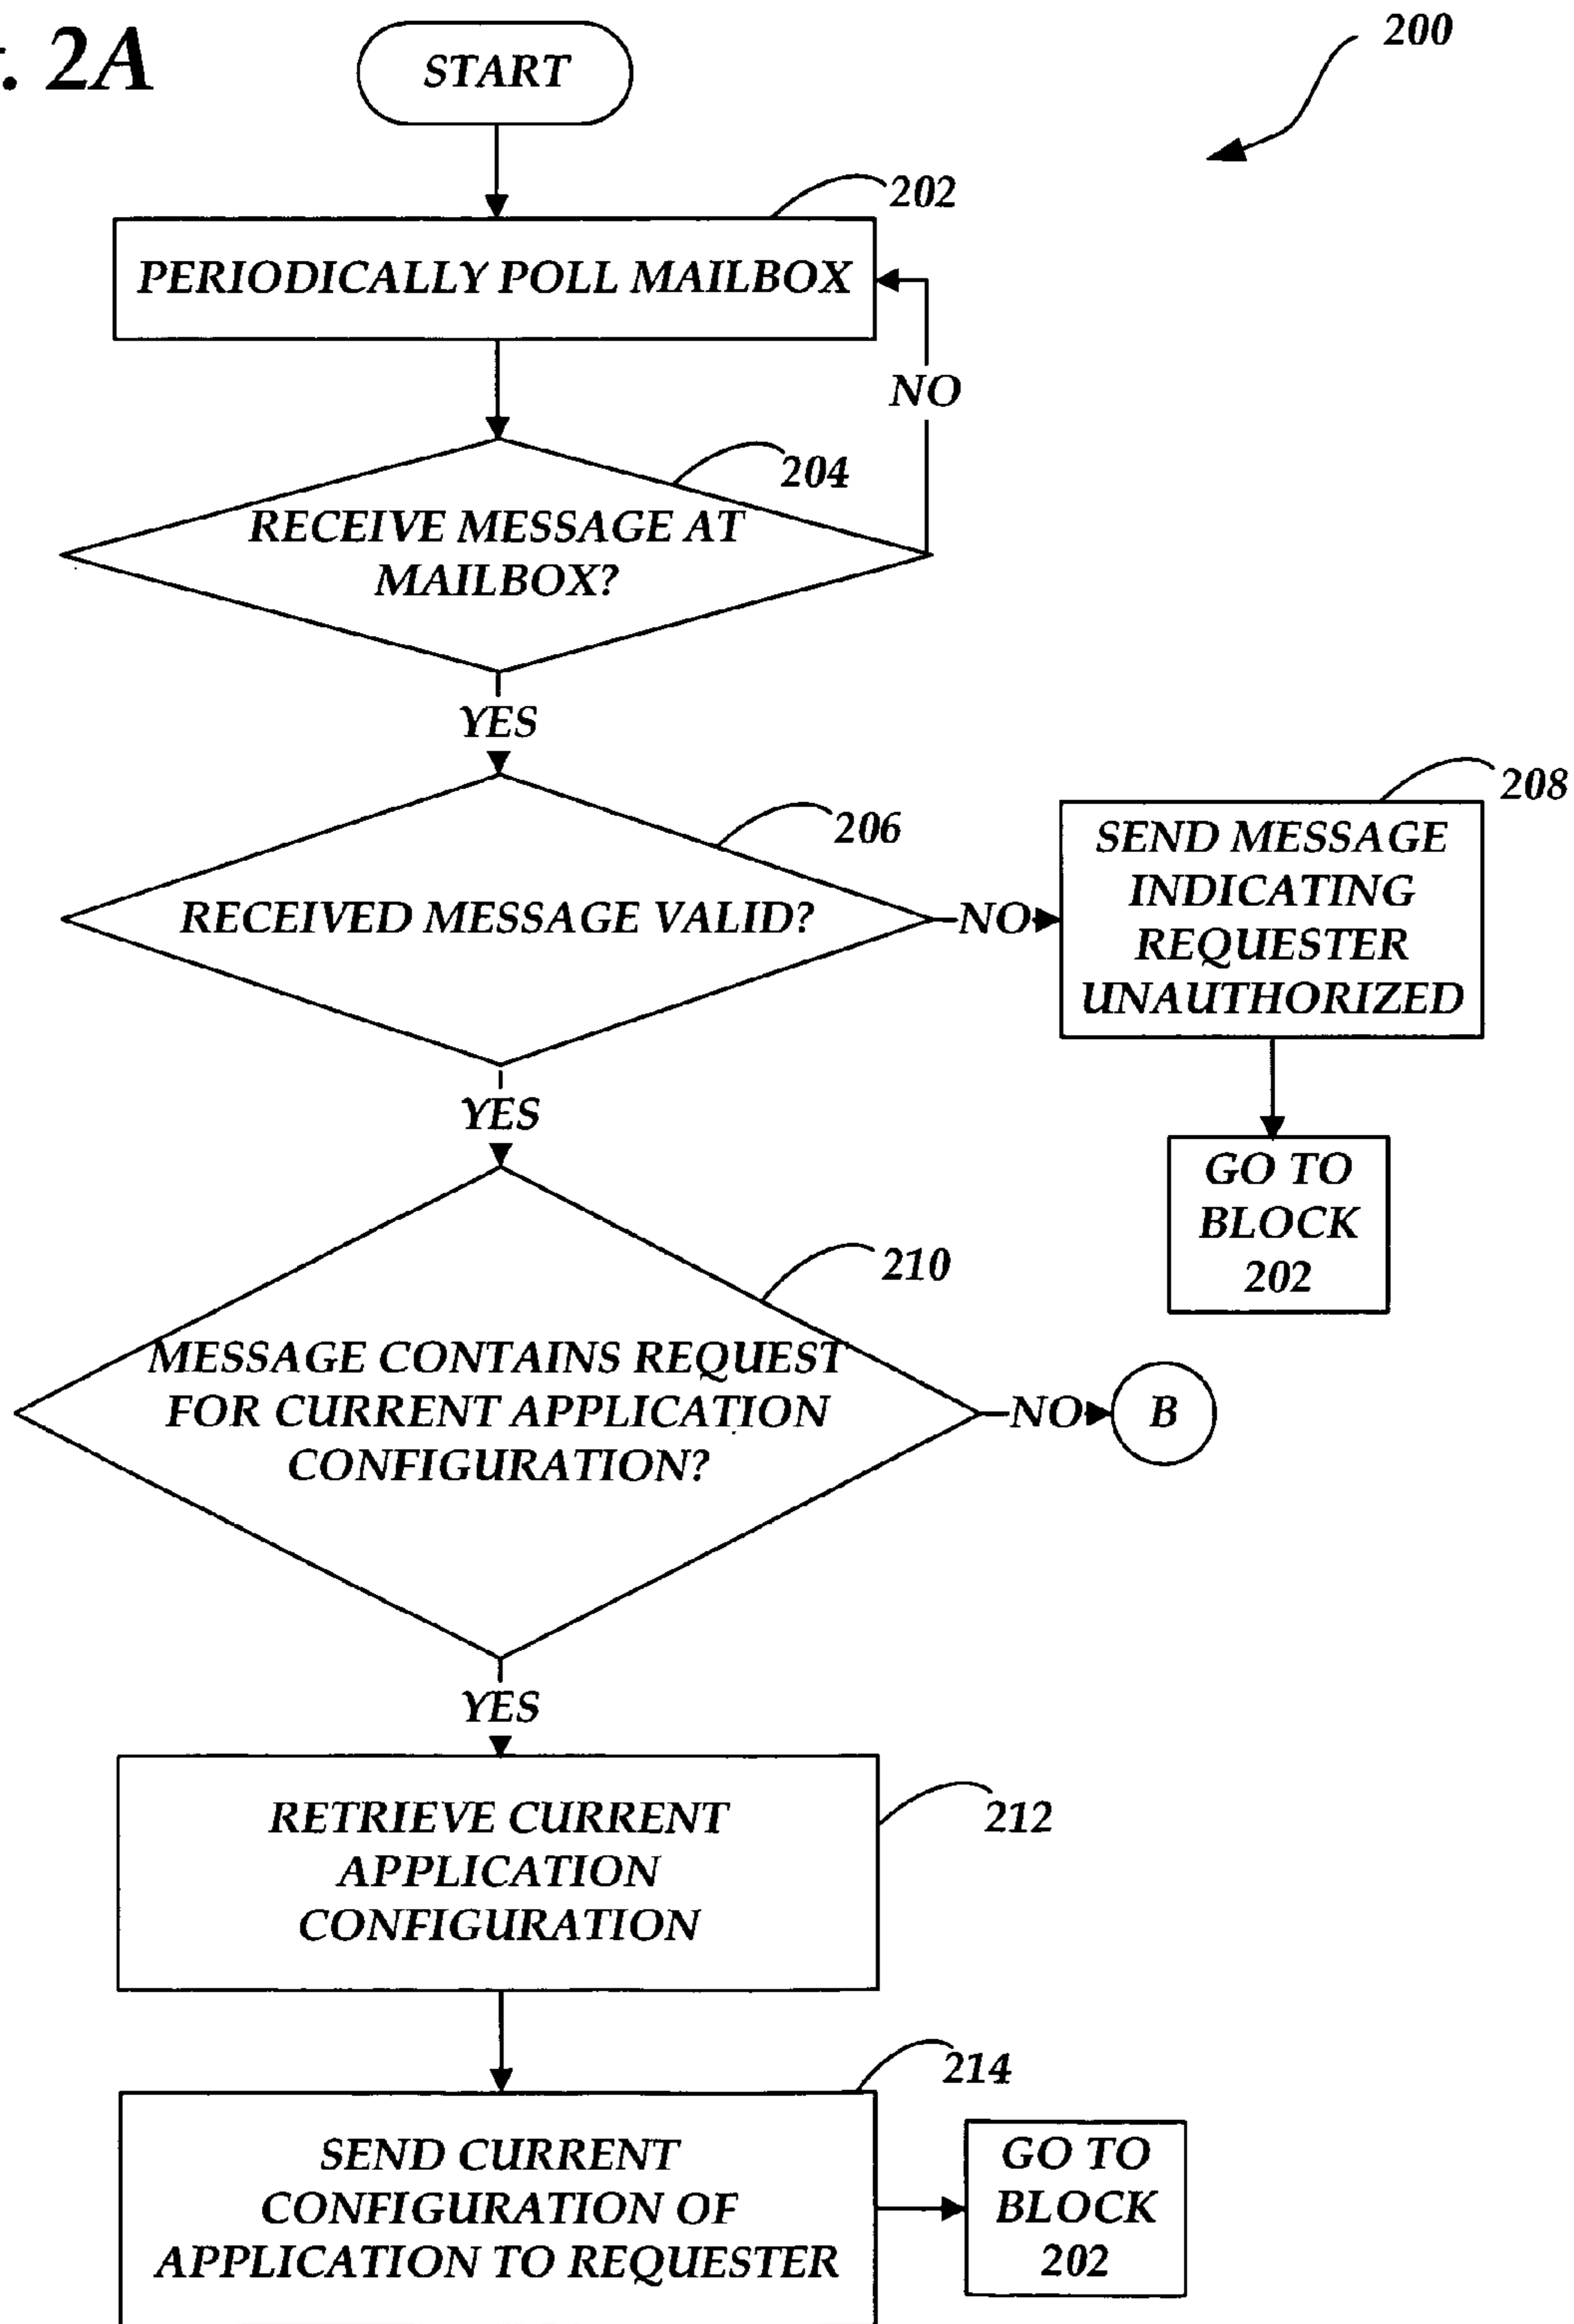 . 2A
START
200
202
PERIODICALLY POLL MAILBOX
NO
204
RECEIVE MESSAGE AT
MAILBOX?
YES
206
RECEIVED MESSAGE VALID?
NO
208
SEND MESSAGE
INDICATING
REQUESTER
UNAUTHORIZED
YES
GO TO
BLOCK
202
210
MESSAGE CONTAINS REQUEST
FOR CURRENT APPLICATION
CONFIGURATION?
NO
B
YES
212
RETRIEVE CURRENT
APPLICATION
CONFIGURATION
214
SEND CURRENT
CONFIGURATION OF
APPLICATION TO REQUESTER
GO TO
BLOCK
202